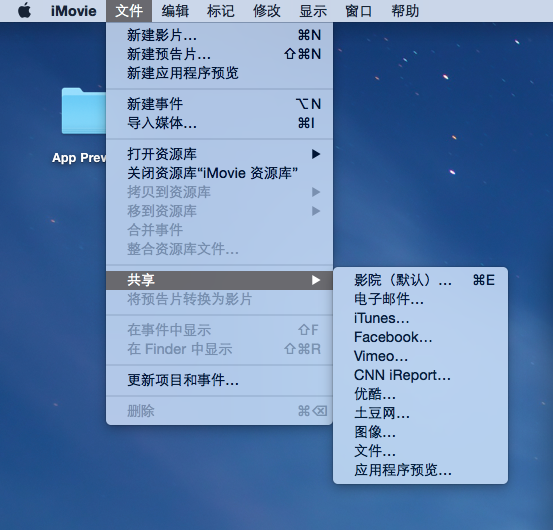 iMovie 文件 编辑 标记 修改 显示 窗口 帮助
新建影片… ⌘N
新建预告片… ⇧⌘N
新建应用程序预览
App Prev
新建事件 ⌥N
导入媒体… ⌘I
打开资源库 ▶
关闭资源库“iMovie 资源库”
拷贝到资源库 ▶
移到资源库 ▶
合并事件
整合资源库文件…
共享 ▶
将预告片转换为影片
在事件中显示 ⇧F
在 Finder 中显示 ⇧⌘R
更新项目和事件…
删除 ⌘⌫
影院（默认）… ⌘E
电子邮件…
iTunes…
Facebook…
Vimeo…
CNN iReport…
优酷…
土豆网…
图像…
文件…
应用程序预览…